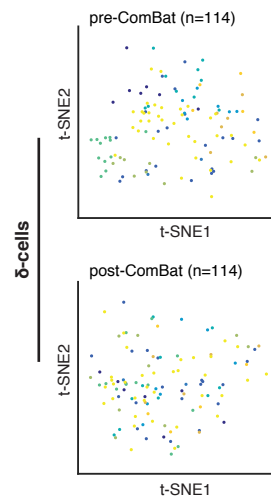 pre-ComBat (n=114)
t-SNE2
t-SNE1
δ-cells
post-ComBat (n=114)
t-SNE2
t-SNE1